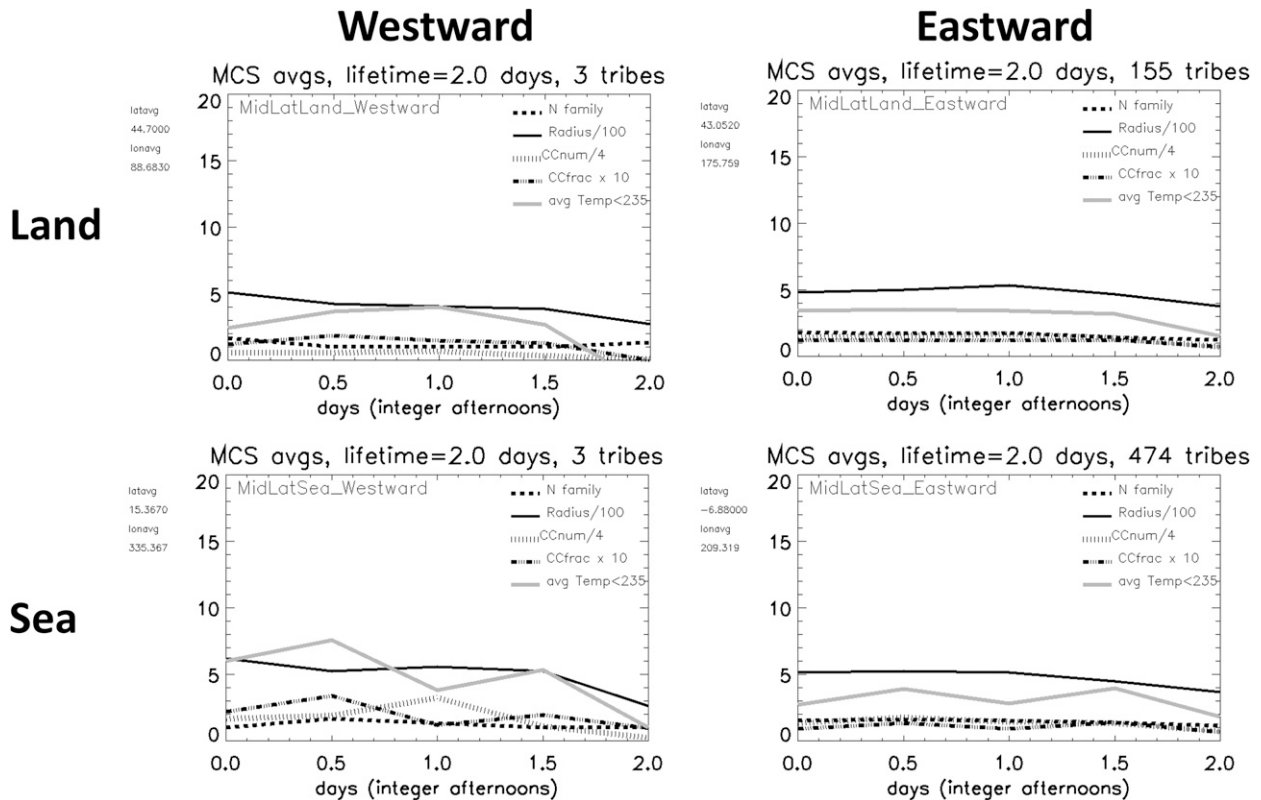 Westward
Eastward
MCS avgs, lifetime=2.0 days, 3 tribes
latavg
44.7000
lonavg
88.6830
MidLatLand_Westward
N family
Radius/100
CCnum/4
CCfrac x 10
avg Temp<235
20
15
10
5
0
0.0 0.5 1.0 1.5 2.0
days (integer afternoons)
MCS avgs, lifetime=2.0 days, 155 tribes
latavg
43.0520
lonavg
175.759
MidLatLand_Eastward
N family
Radius/100
CCnum/4
CCfrac x 10
avg Temp<235
20
15
10
5
0
0.0 0.5 1.0 1.5 2.0
days (integer afternoons)
Land
MCS avgs, lifetime=2.0 days, 3 tribes
latavg
15.3670
lonavg
335.367
MidLatSea_Westward
N family
Radius/100
CCnum/4
CCfrac x 10
avg Temp<235
20
15
10
5
0
0.0 0.5 1.0 1.5 2.0
days (integer afternoons)
MCS avgs, lifetime=2.0 days, 474 tribes
latavg
-6.88000
lonavg
209.319
MidLatSea_Eastward
N family
Radius/100
CCnum/4
CCfrac x 10
avg Temp<235
20
15
10
5
0
0.0 0.5 1.0 1.5 2.0
days (integer afternoons)
Sea